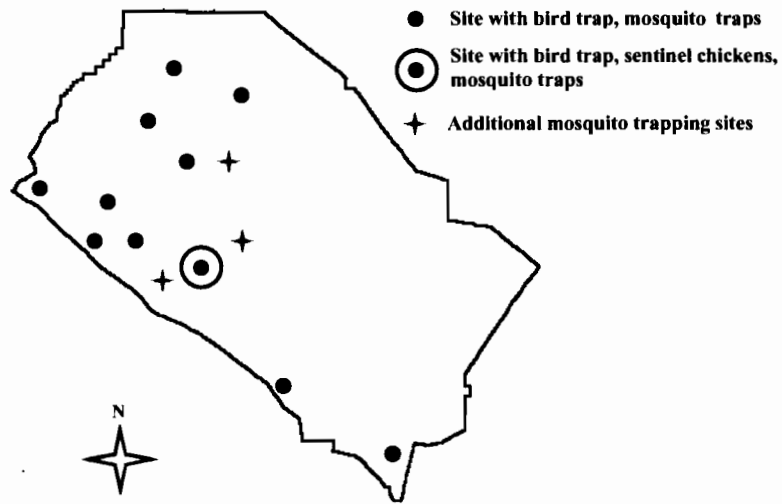 Site with bird trap, mosquito traps
Site with bird trap, sentinel chickens,
mosquito traps
Additional mosquito trapping sites
N